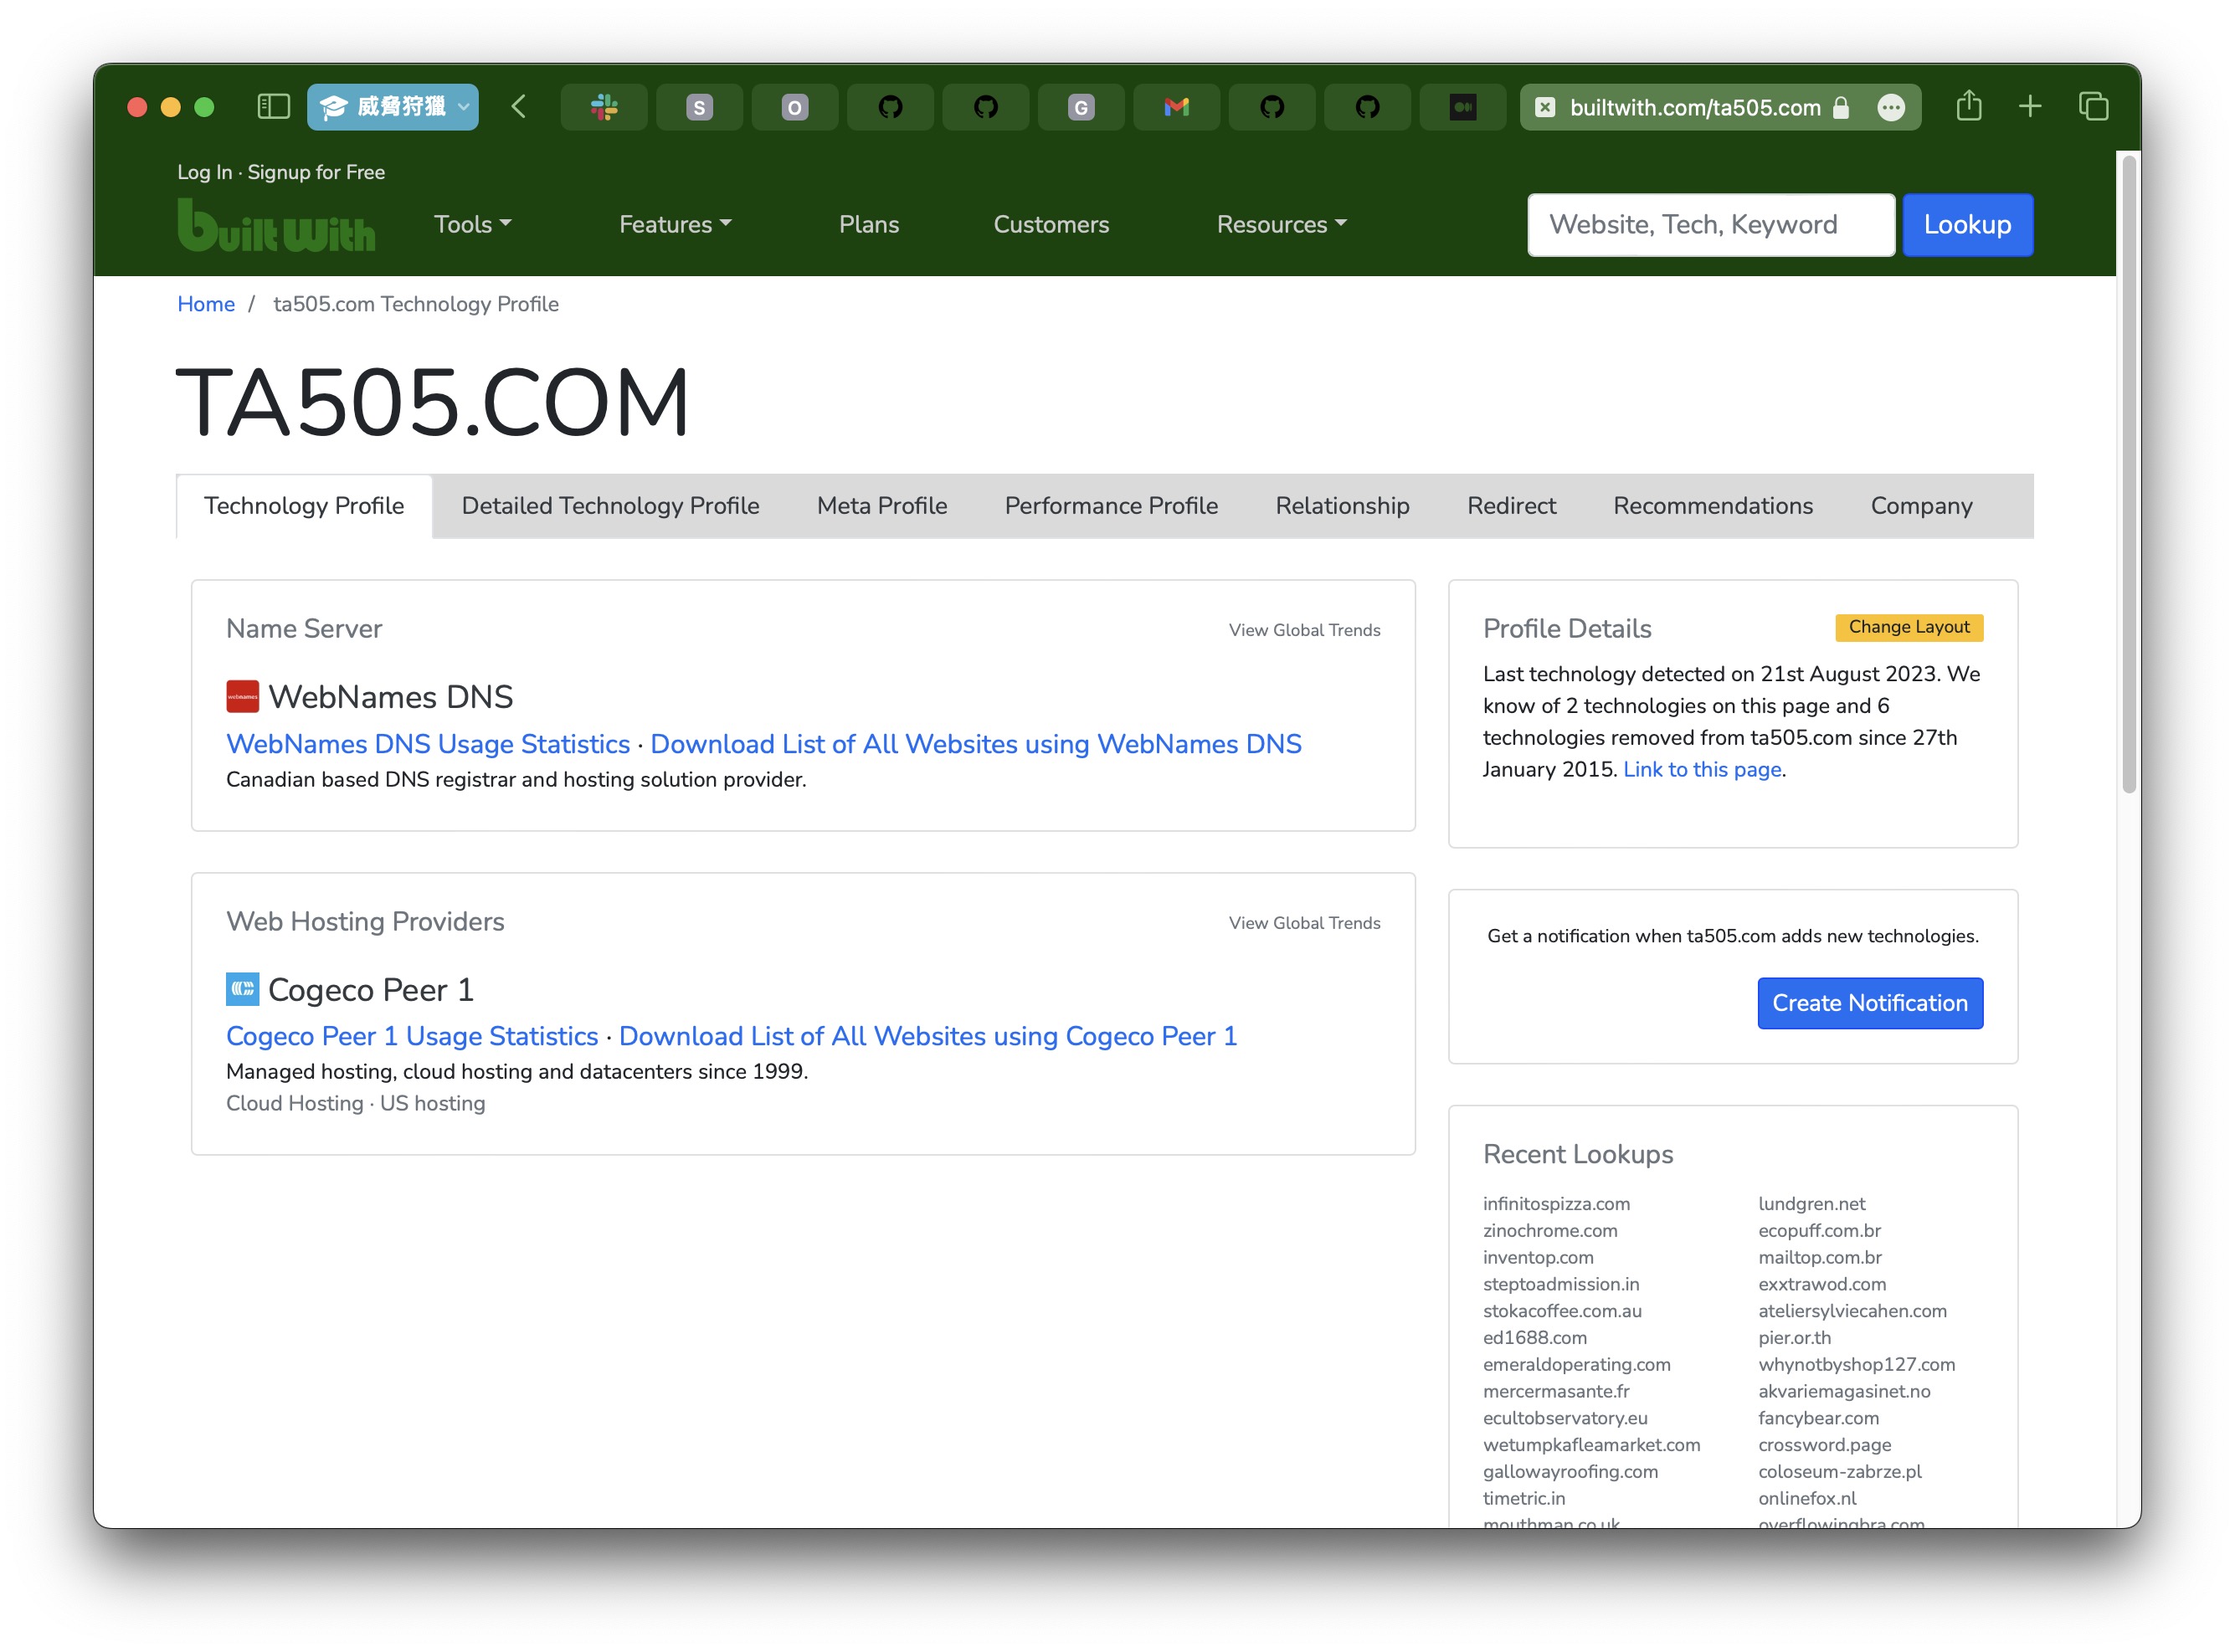 威脅狩獵
S
O
G
builtwith.com/ta505.com
Log In · Signup for Free
builtwith
Tools
Features
Plans
Customers
Resources
Website, Tech, Keyword
Lookup
Home / ta505.com Technology Profile
TA505.COM
Technology Profile
Detailed Technology Profile
Meta Profile
Performance Profile
Relationship
Redirect
Recommendations
Company
Name Server
View Global Trends
webnames
WebNames DNS
WebNames DNS Usage Statistics · Download List of All Websites using WebNames DNS
Canadian based DNS registrar and hosting solution provider.
Web Hosting Providers
View Global Trends
Cogeco Peer 1
Cogeco Peer 1 Usage Statistics · Download List of All Websites using Cogeco Peer 1
Managed hosting, cloud hosting and datacenters since 1999.
Cloud Hosting · US hosting
Profile Details
Change Layout
Last technology detected on 21st August 2023. We
know of 2 technologies on this page and 6
technologies removed from ta505.com since 27th
January 2015. Link to this page.
Get a notification when ta505.com adds new technologies.
Create Notification
Recent Lookups
infinitospizza.com
zinochrome.com
inventop.com
steptoadmission.in
stokacoffee.com.au
ed1688.com
emeraldoperating.com
mercermasante.fr
ecultobservatory.eu
wetumpkafleamarket.com
gallowayroofing.com
timetric.in
mouthman.co.uk
lundgren.net
ecopuff.com.br
mailtop.com.br
exxtrawod.com
ateliersylviecahen.com
pier.or.th
whynotbyshop127.com
akvariemagasinet.no
fancybear.com
crossword.page
coloseum-zabrze.pl
onlinefox.nl
overflowingbra.com